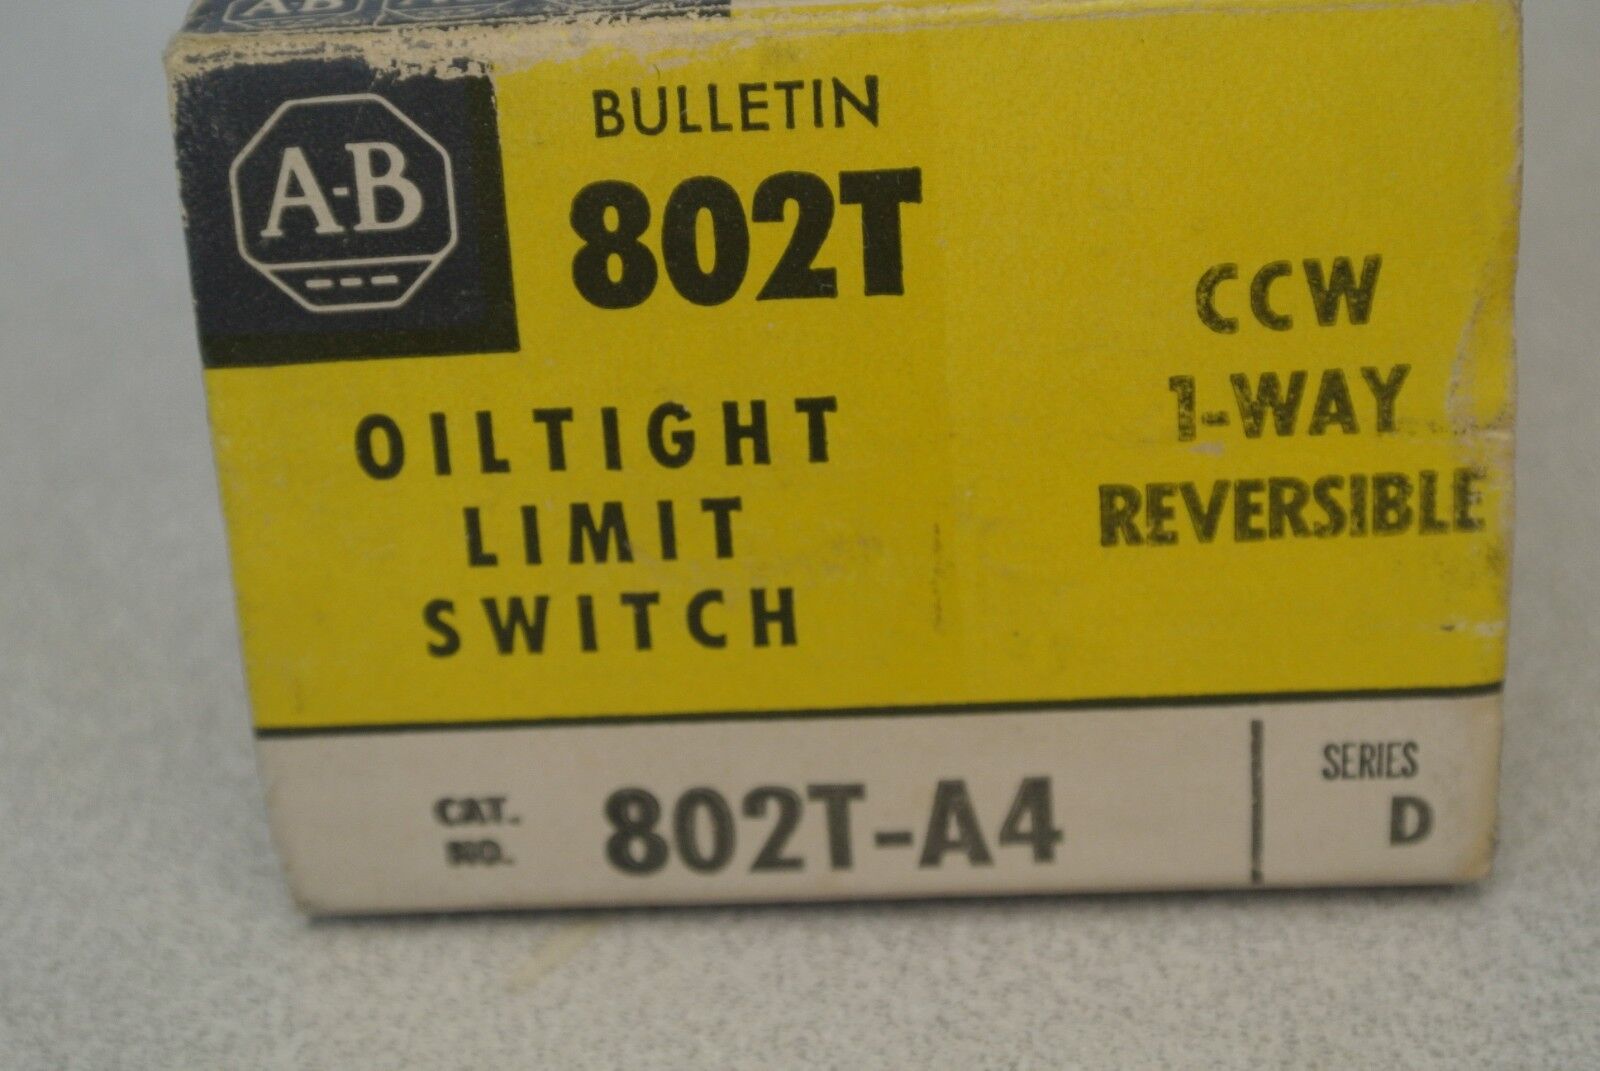 A-B
BULLETIN
802T
OILTIGHT
LIMIT
SWITCH
CCW
1-WAY
REVERSIBLE
CAT.
NO.
802T-A4
SERIES
D